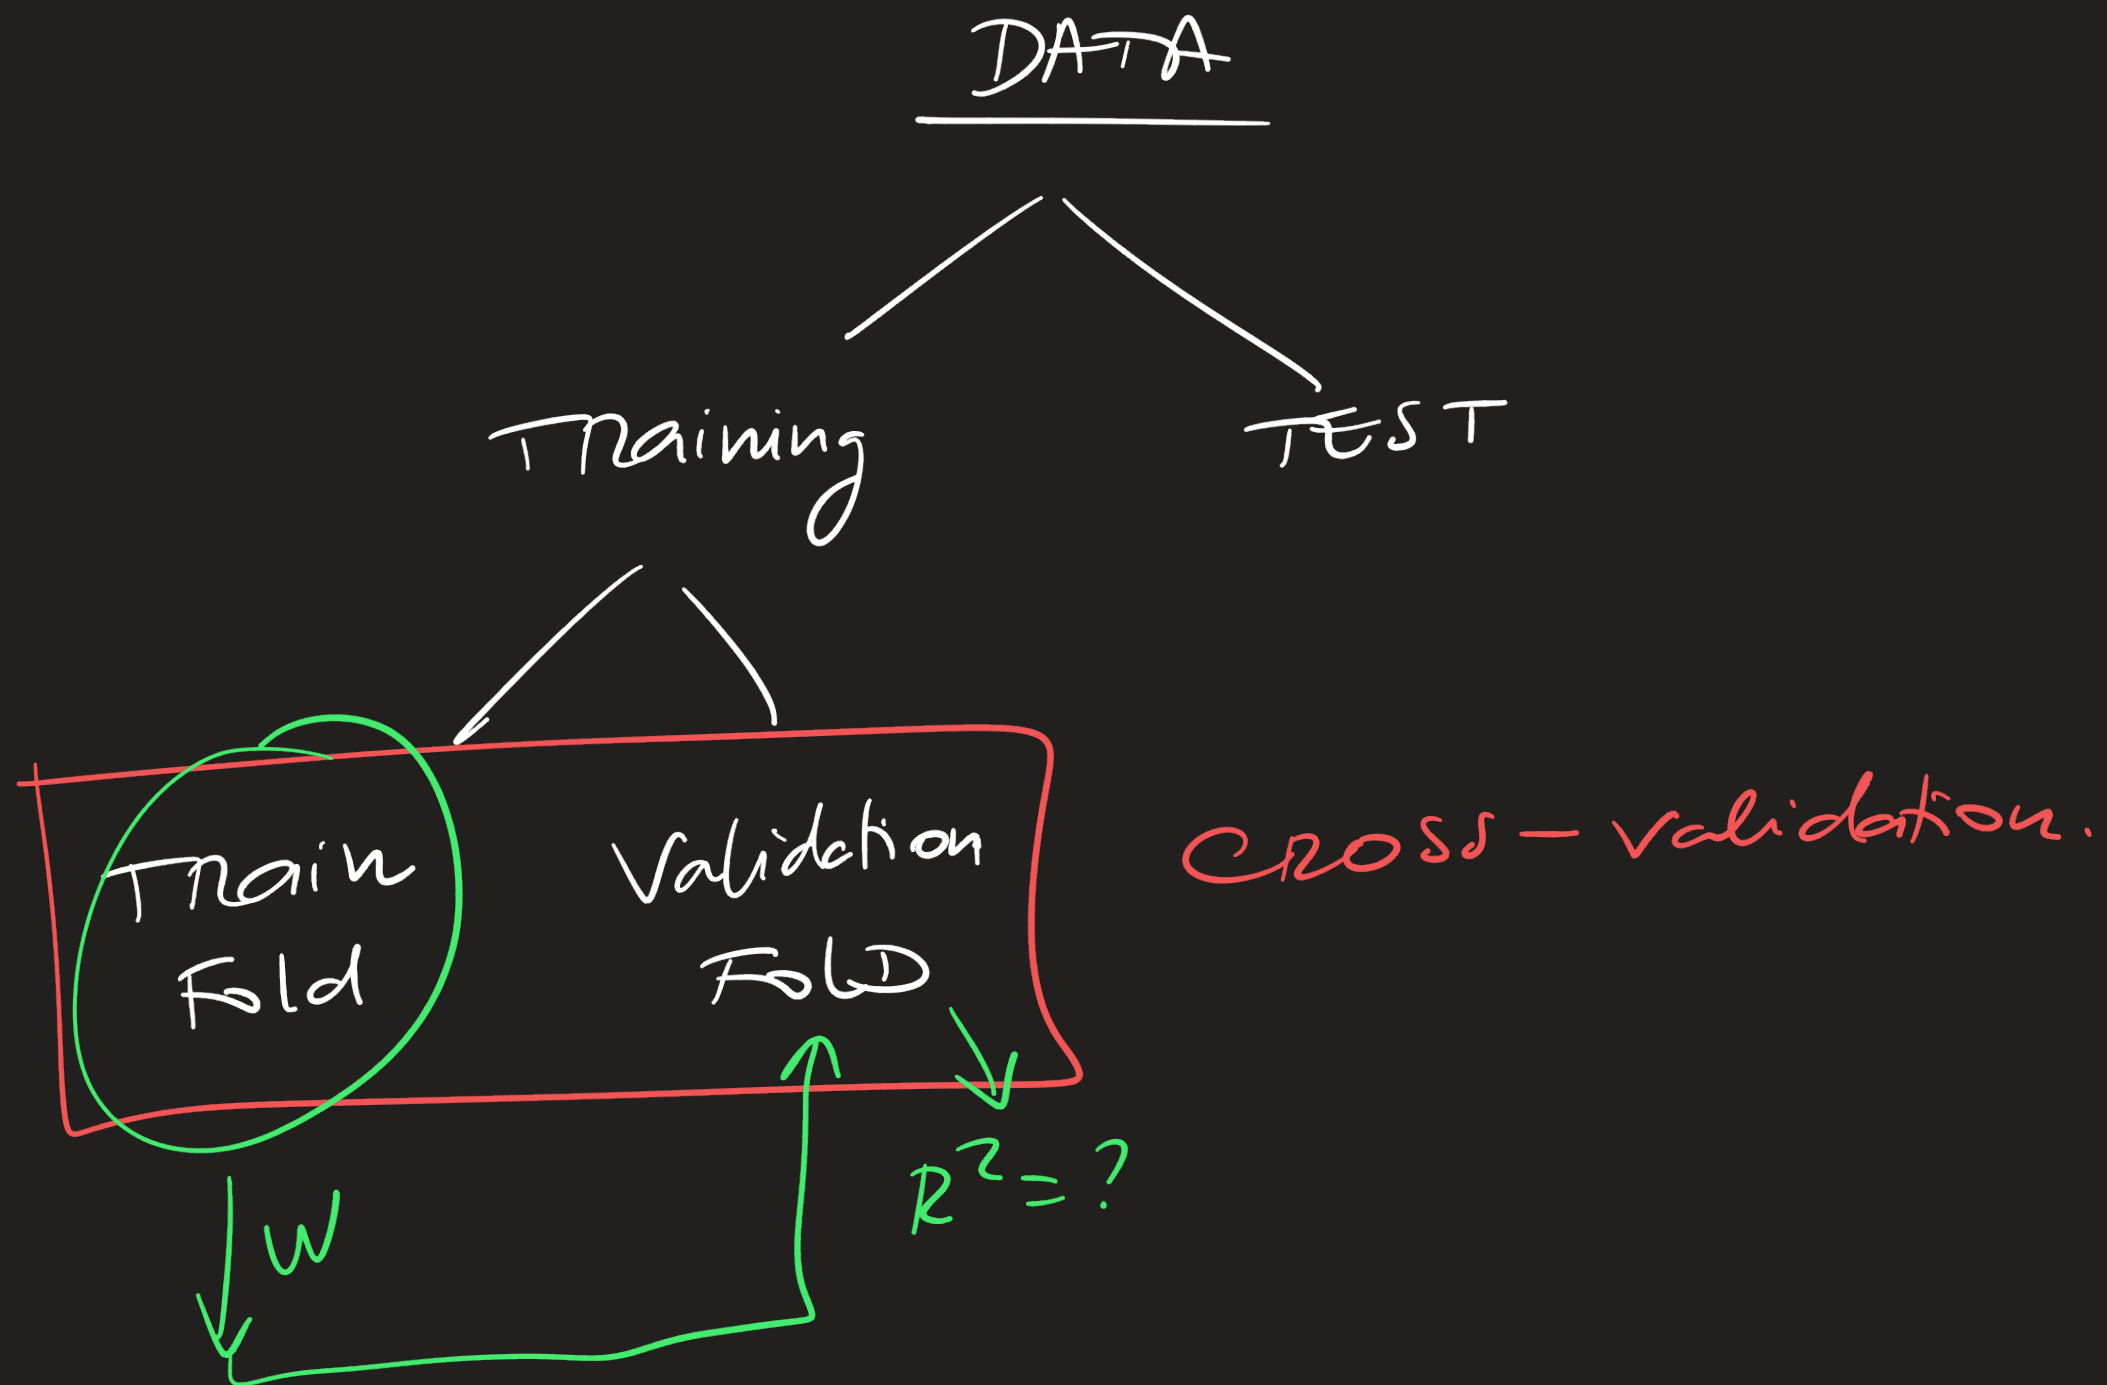 DATA
Training
TEST
Train
Fold
Validation
FOLD
Cross-validation.
W
R²=?